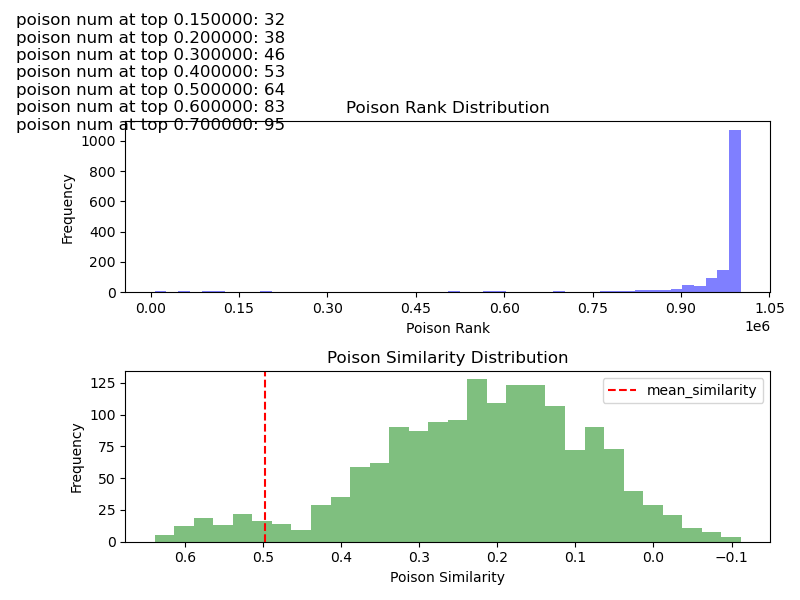 poison num at top 0.150000: 32
poison num at top 0.200000: 38
poison num at top 0.300000: 46
poison num at top 0.400000: 53
poison num at top 0.500000: 64
poison num at top 0.600000: 83
poison num at top 0.700000: 95
Poison Rank Distribution
Frequency
1000
800
600
400
200
0
0.00 0.15 0.30 0.45 0.60 0.75 0.90 1.05
1e6
Poison Rank
Poison Similarity Distribution
mean_similarity
Frequency
125
100
75
50
25
0
0.6 0.5 0.4 0.3 0.2 0.1 0.0 −0.1
Poison Similarity